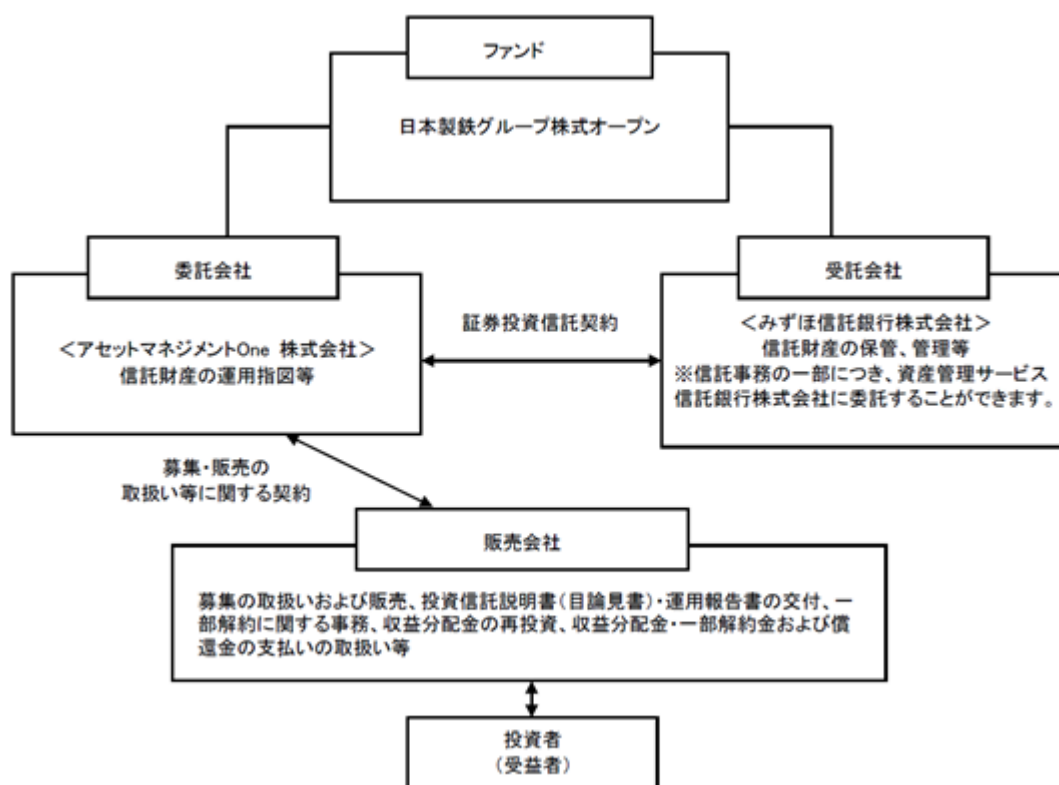 ファンド
日本製鉄グループ株式オープン
委託会社
<アセットマネジメントOne 株式会社>
信託財産の運用指図等
証券投資信託契約
受託会社
<みずほ信託銀行株式会社>
信託財産の保管、管理等
※信託事務の一部につき、資産管理サービス
信託銀行株式会社に委託することができます。
募集・販売の
取扱い等に関する契約
販売会社
募集の取扱いおよび販売、投資信託説明書(目論見書)・運用報告書の交付、一
部解約に関する事務、収益分配金の再投資、収益分配金・一部解約金および償
還金の支払いの取扱い等
投資者
(受益者)